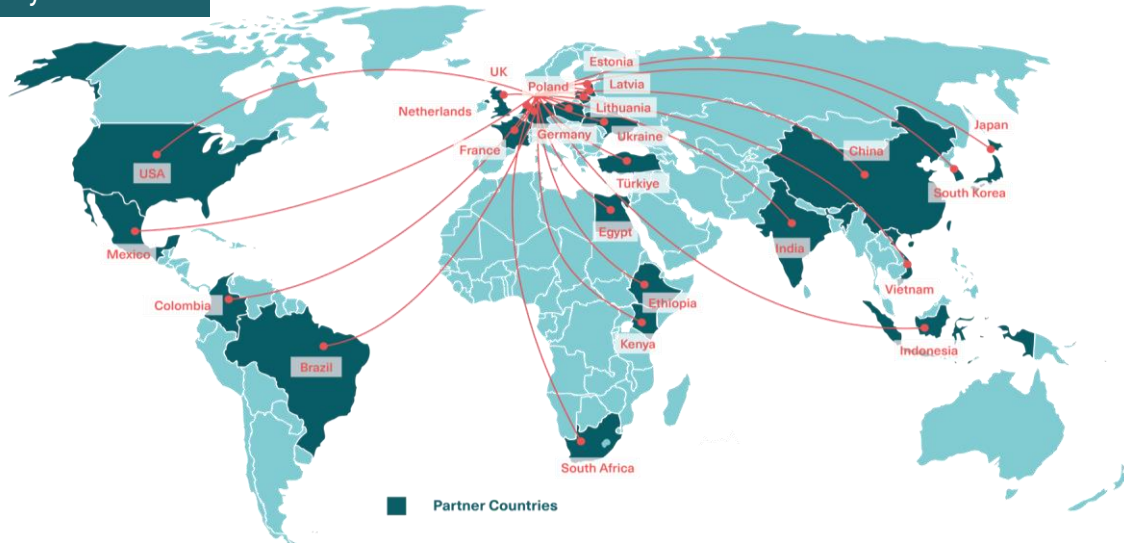 Estonia
UK
Poland
Latvia
Netherlands
Lithuania
Japan
Germany
Ukraine
France
China
USA
Türkiye
South Korea
Egypt
India
Mexico
Vietnam
Colombia
Ethiopia
Kenya
Indonesia
Brazil
South Africa
Partner Countries